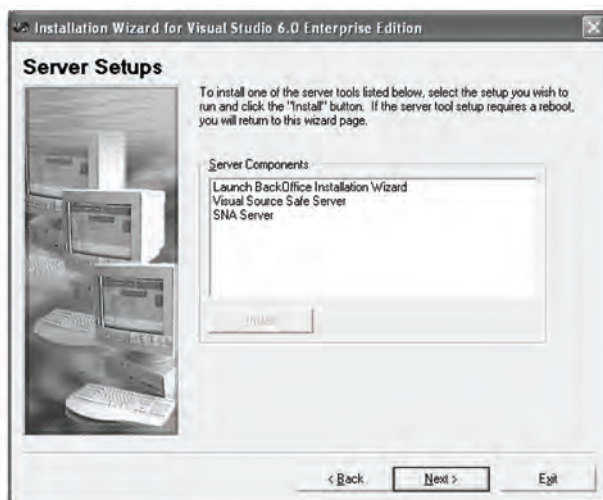 Installation Wizard for Visual Studio 6.0 Enterprise Edition
Server Setups
To install one of the server tools listed below, select the setup you wish to
run and click the "Install" button. If the server tool setup requires a reboot,
you will return to this wizard page.
Server Components
Launch BackOffice Installation Wizard
Visual Source Safe Server
SNA Server
Install
< Back
Next >
Exit